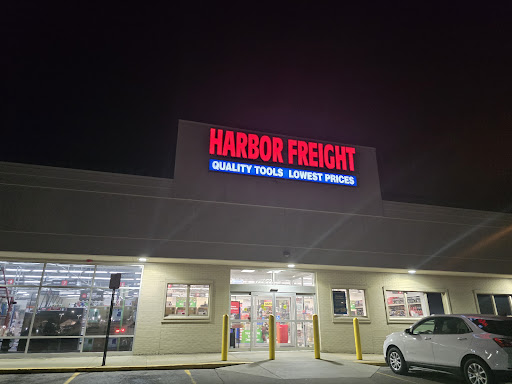 HARBOR FREIGHT
QUALITY TOOLS LOWEST PRICES